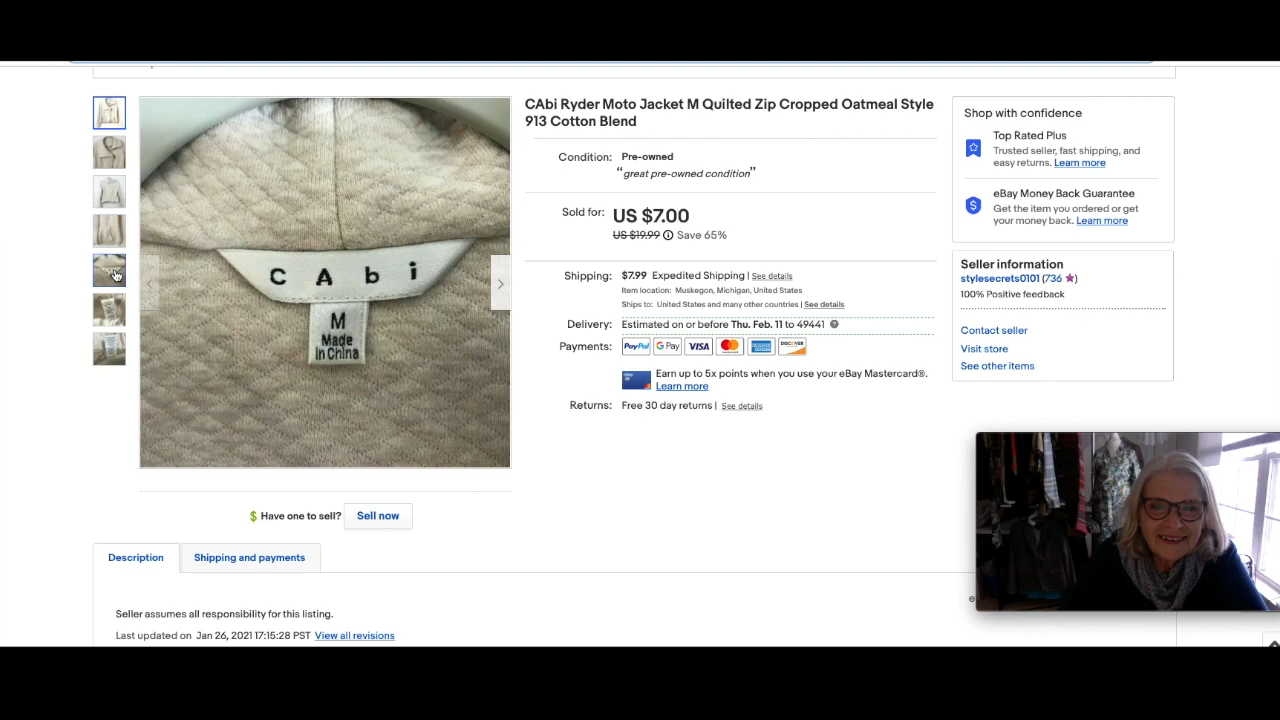 CAbi Ryder Moto Jacket M Quilted Zip Cropped Oatmeal Style
913 Cotton Blend
Condition: Pre-owned
“great pre-owned condition”
Sold for: US $7.00
US $19.99 Save 65%
Shipping: $7.99 Expedited Shipping | See details
Item location: Muskegon, Michigan, United States
Ships to: United States and many other countries | See details
Delivery: Estimated on or before Thu. Feb. 11 to 49441
Payments: PayPal G Pay VISA DISCOVER
Earn up to 5x points when you use your eBay Mastercard®.
Learn more
Returns: Free 30 day returns | See details
Shop with confidence
Top Rated Plus
Trusted seller, fast shipping, and
easy returns. Learn more
eBay Money Back Guarantee
Get the item you ordered or get
your money back. Learn more
Seller information
stylesecrets0101 (736)
100% Positive feedback
Contact seller
Visit store
See other items
CAbi
M
Made
in China
Have one to sell? Sell now
Description Shipping and payments
Seller assumes all responsibility for this listing.
Last updated on Jan 26, 2021 17:15:28 PST View all revisions